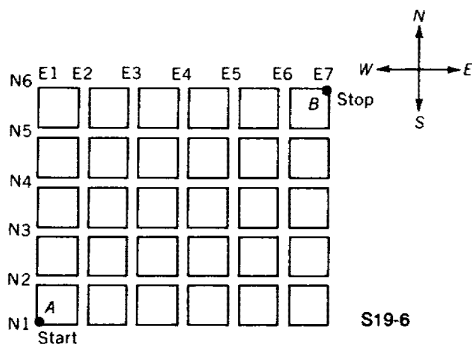 N
W E
S
E1 E2 E3 E4 E5 E6 E7
N6
B Stop
N5
N4
N3
N2
A
N1
Start
S19-6